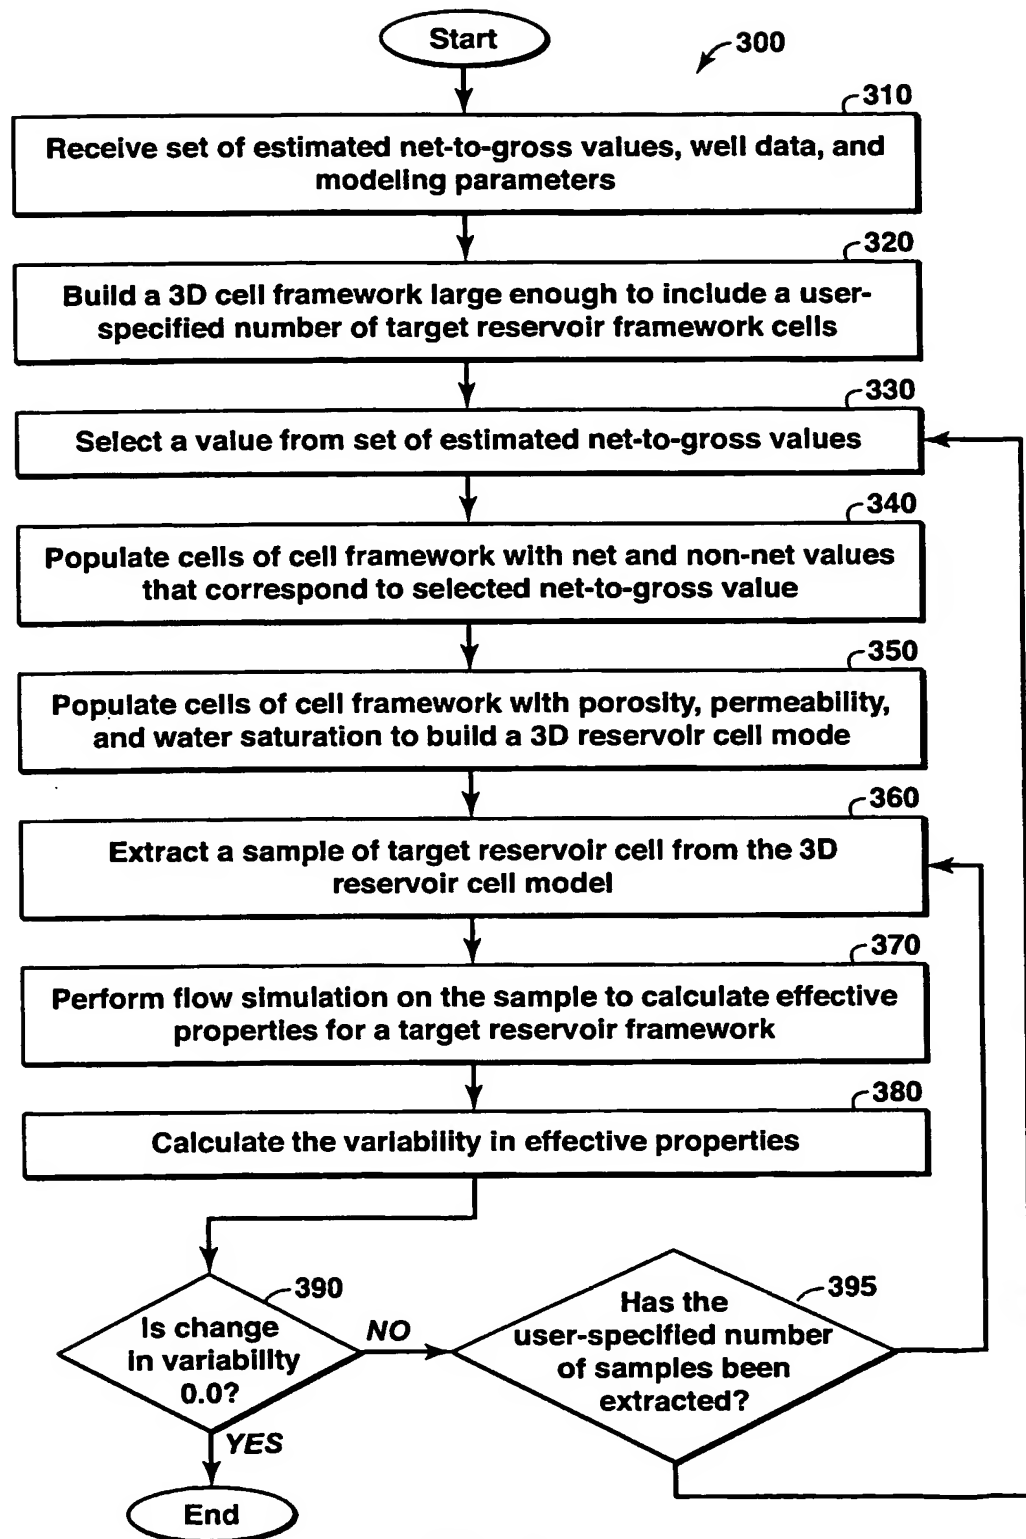 Start
300
310
Receive set of estimated net-to-gross values, well data, and
modeling parameters
320
Build a 3D cell framework large enough to include a user-
specified number of target reservoir framework cells
330
Select a value from set of estimated net-to-gross values
340
Populate cells of cell framework with net and non-net values
that correspond to selected net-to-gross value
350
Populate cells of cell framework with porosity, permeability,
and water saturation to build a 3D reservoir cell mode
360
Extract a sample of target reservoir cell from the 3D
reservoir cell model
370
Perform flow simulation on the sample to calculate effective
properties for a target reservoir framework
380
Calculate the variability in effective properties
390
Is change
in variability
0.0?
NO
YES
395
Has the
user-specified number
of samples been
extracted?
End